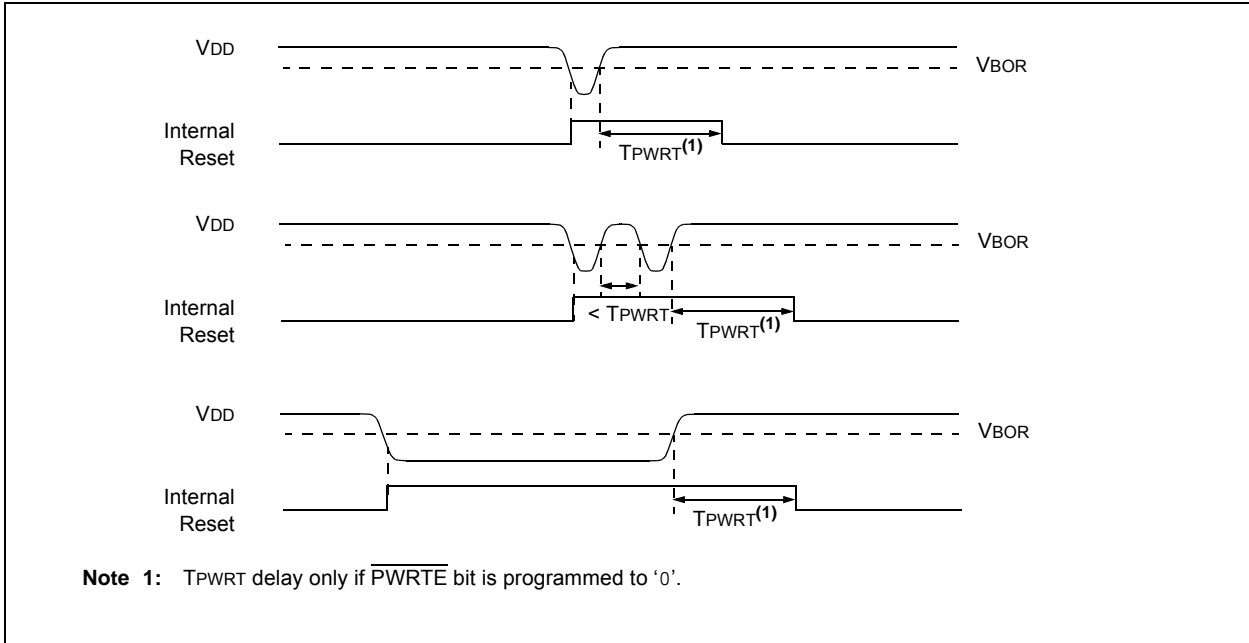 VDD
VBOR
Internal
Reset
TPWRT(1)
VDD
VBOR
Internal
Reset
< TPWRT
TPWRT(1)
VDD
VBOR
Internal
Reset
TPWRT(1)
Note 1: TPWRT delay only if PWRTE bit is programmed to ‘0’.